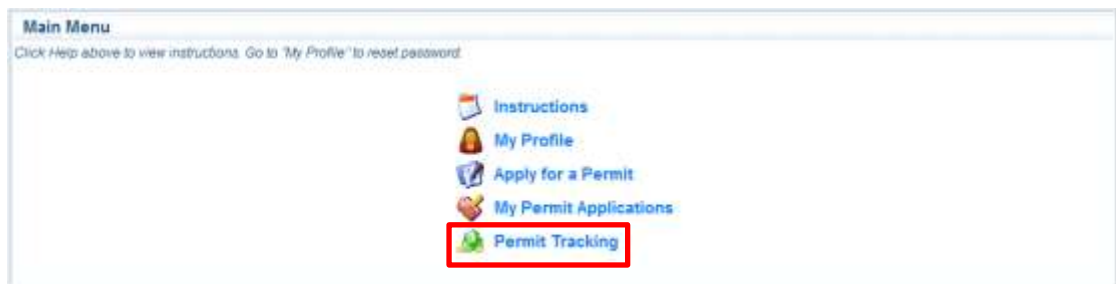 Main Menu
Click Help above to view instructions. Go to "My Profile" to reset password.
Instructions
My Profile
Apply for a Permit
My Permit Applications
Permit Tracking